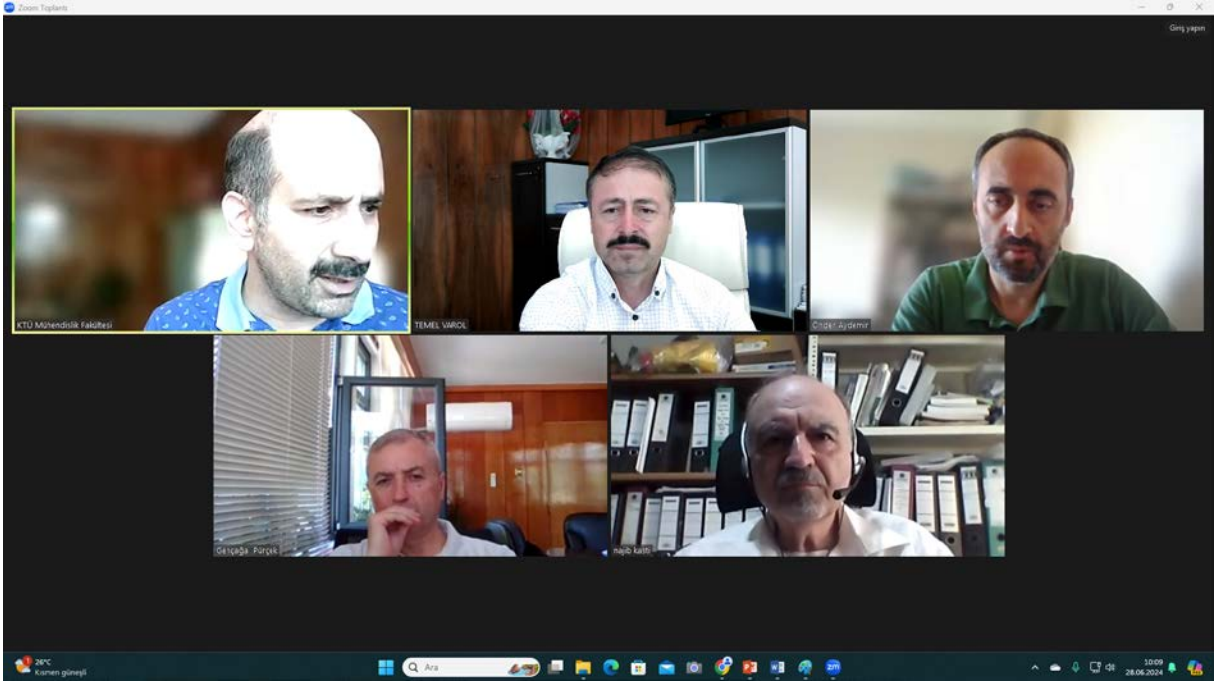 Zoom Toplantı
Giriş yapın
KTÜ Mühendislik Fakültesi
TEMEL VAROL
Önder Aydemir
Gençağa Pürçek
najib kasti
26°C
Kısmen güneşli
Ara
10:09
28.06.2024